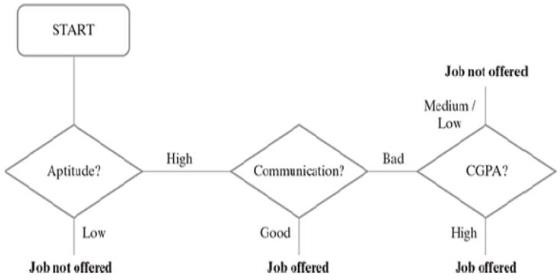 START
Job not offered
Medium /
Low
Aptitude?
High
Communication?
Bad
CGPA?
Low
Good
High
Job not offered
Job offered
Job offered